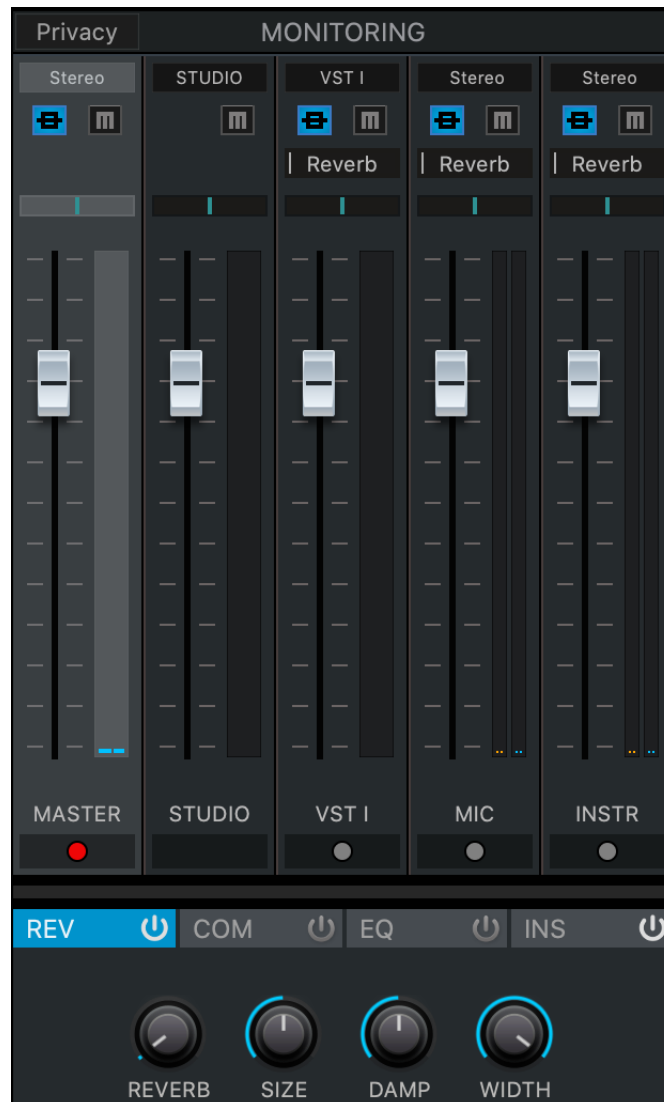 Privacy MONITORING
Stereo STUDIO VST I Stereo Stereo
M M M M M
Reverb Reverb Reverb
MASTER STUDIO VST I MIC INSTR
REV COM EQ INS
REVERB SIZE DAMP WIDTH